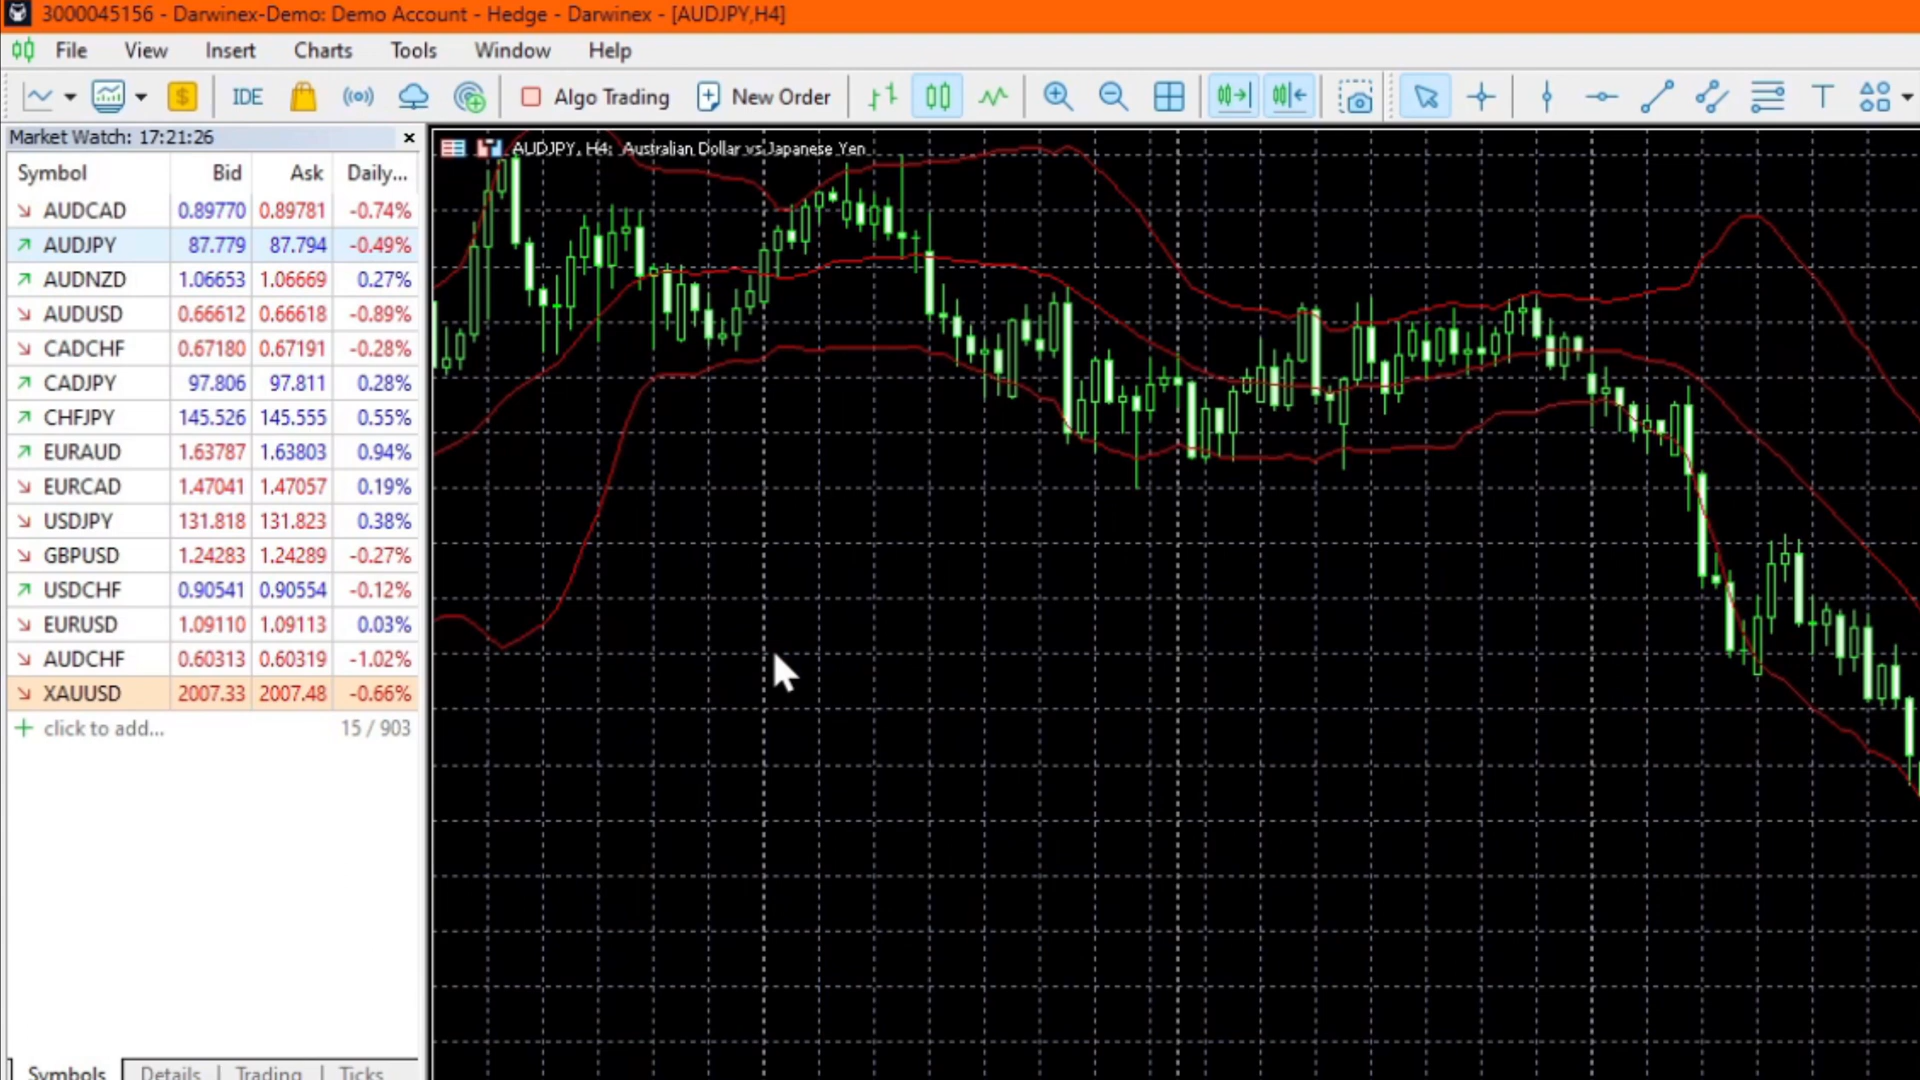 3000045156 - Darwinex-Demo: Demo Account - Hedge - Darwinex - [AUDJPY,H4]
File View Insert Charts Tools Window Help
$ IDE Algo Trading New Order T
Market Watch: 17:21:26
AUDJPY, H4: Australian Dollar vs Japanese Yen
Symbol Bid Ask Daily...
AUDCAD 0.89770 0.89781 -0.74%
AUDJPY 87.779 87.794 -0.49%
AUDNZD 1.06653 1.06669 0.27%
AUDUSD 0.66612 0.66618 -0.89%
CADCHF 0.67180 0.67191 -0.28%
CADJPY 97.806 97.811 0.28%
CHFJPY 145.526 145.555 0.55%
EURAUD 1.63787 1.63803 0.94%
EURCAD 1.47041 1.47057 0.19%
USDJPY 131.818 131.823 0.38%
GBPUSD 1.24283 1.24289 -0.27%
USDCHF 0.90541 0.90554 -0.12%
EURUSD 1.09110 1.09113 0.03%
AUDCHF 0.60313 0.60319 -1.02%
XAUUSD 2007.33 2007.48 -0.66%
click to add... 15 / 903
Symbols Details Trading Ticks